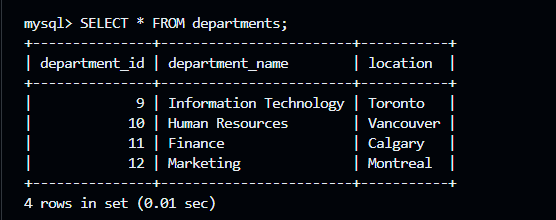 mysql> SELECT * FROM departments;
+---------------+------------------------+-----------+
| department_id | department_name        | location  |
+---------------+------------------------+-----------+
|             9 | Information Technology | Toronto   |
|            10 | Human Resources        | Vancouver |
|            11 | Finance                | Calgary   |
|            12 | Marketing              | Montreal  |
+---------------+------------------------+-----------+
4 rows in set (0.01 sec)